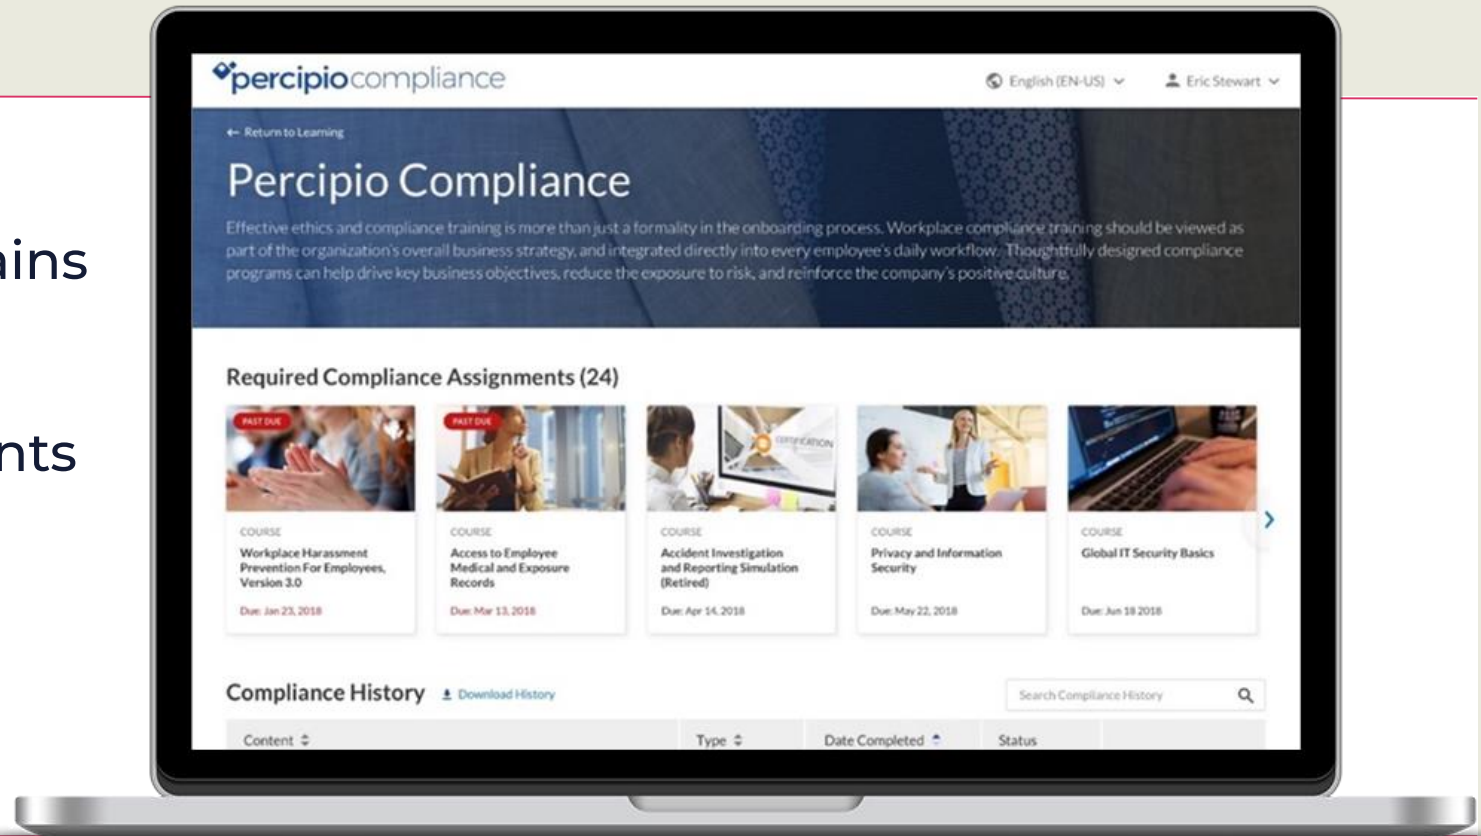 ains
nts
percipiocompliance
English (EN-US)
Eric Stewart
← Return to Learning
Percipio Compliance
Effective ethics and compliance training is more than just a formality in the onboarding process. Workplace compliance training should be viewed as
part of the organization's overall business strategy, and integrated directly into every employee's daily workflow. Thoughtfully designed compliance
programs can help drive key business objectives, reduce the exposure to risk, and reinforce the company's positive culture.
Required Compliance Assignments (24)
PAST DUE
COURSE
Workplace Harassment
Prevention For Employees,
Version 3.0
Due: Jan 23, 2018
PAST DUE
COURSE
Access to Employee
Medical and Exposure
Records
Due: Mar 13, 2018
CERTIFICATION
COURSE
Accident Investigation
and Reporting Simulation
(Retired)
Due: Apr 14, 2018
COURSE
Privacy and Information
Security
Due: May 22, 2018
COURSE
Global IT Security Basics
Due: Jun 18 2018
Compliance History
Download History
Search Compliance History
Content
Type
Date Completed
Status